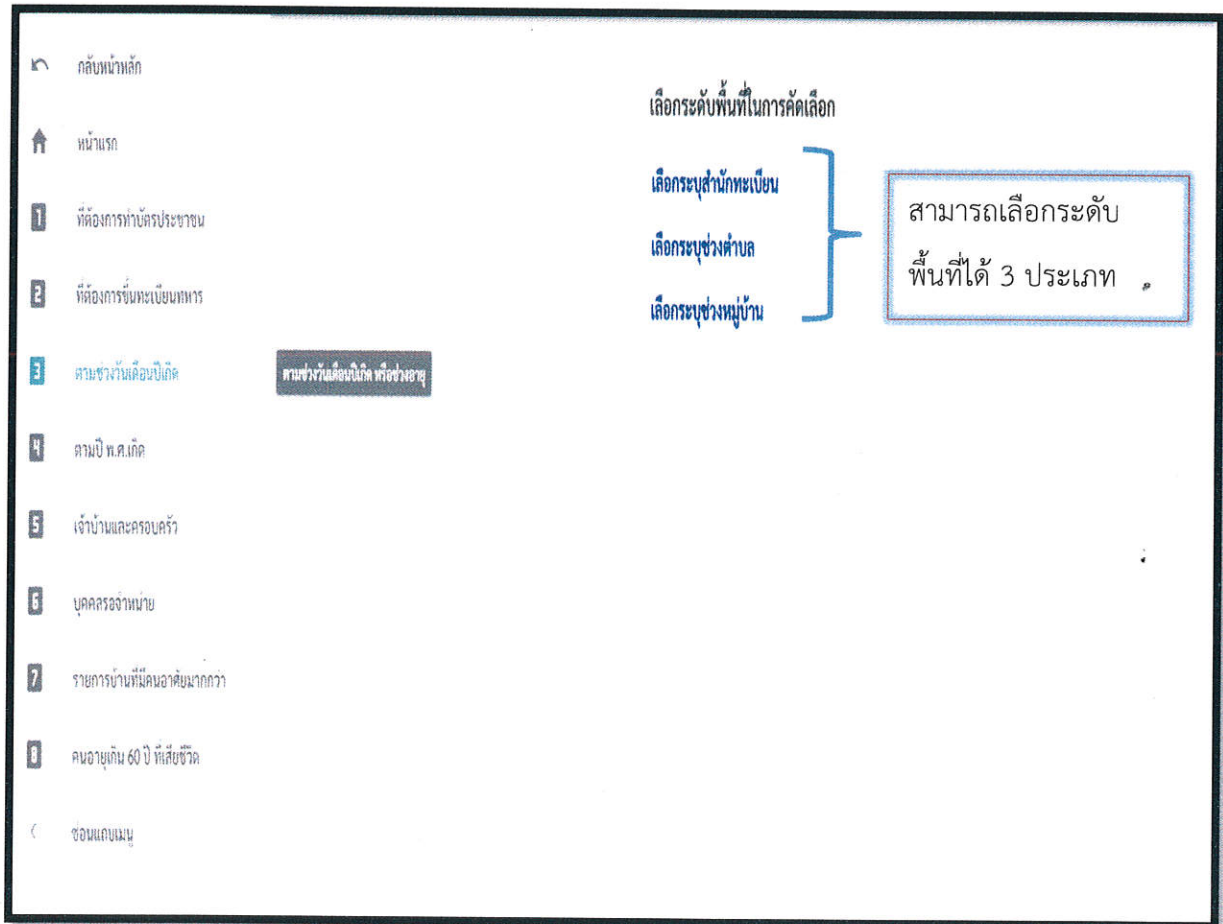 กลับหน้าหลัก
หน้าแรก
1 ที่ต้องการทำบัตรประชาชน
2 ที่ต้องการขึ้นทะเบียนทหาร
3 ตามช่วงวันเดือนปีเกิด
ตามช่วงวันเดือนปีเกิด หรือช่วงอายุ
4 ตามปี พ.ศ.เกิด
5 เจ้าบ้านและครอบครัว
6 บุคคลรอจำหน่าย
7 รายการบ้านที่มีคนอาศัยมากกว่า
8 คนอายุเกิน 60 ปี ที่เสียชีวิต
ซ่อนแถบเมนู
เลือกระดับพื้นที่ในการคัดเลือก
เลือกระบุสำนักทะเบียน
เลือกระบุช่วงตำบล
เลือกระบุช่วงหมู่บ้าน
สามารถเลือกระดับ
พื้นที่ได้ 3 ประเภท